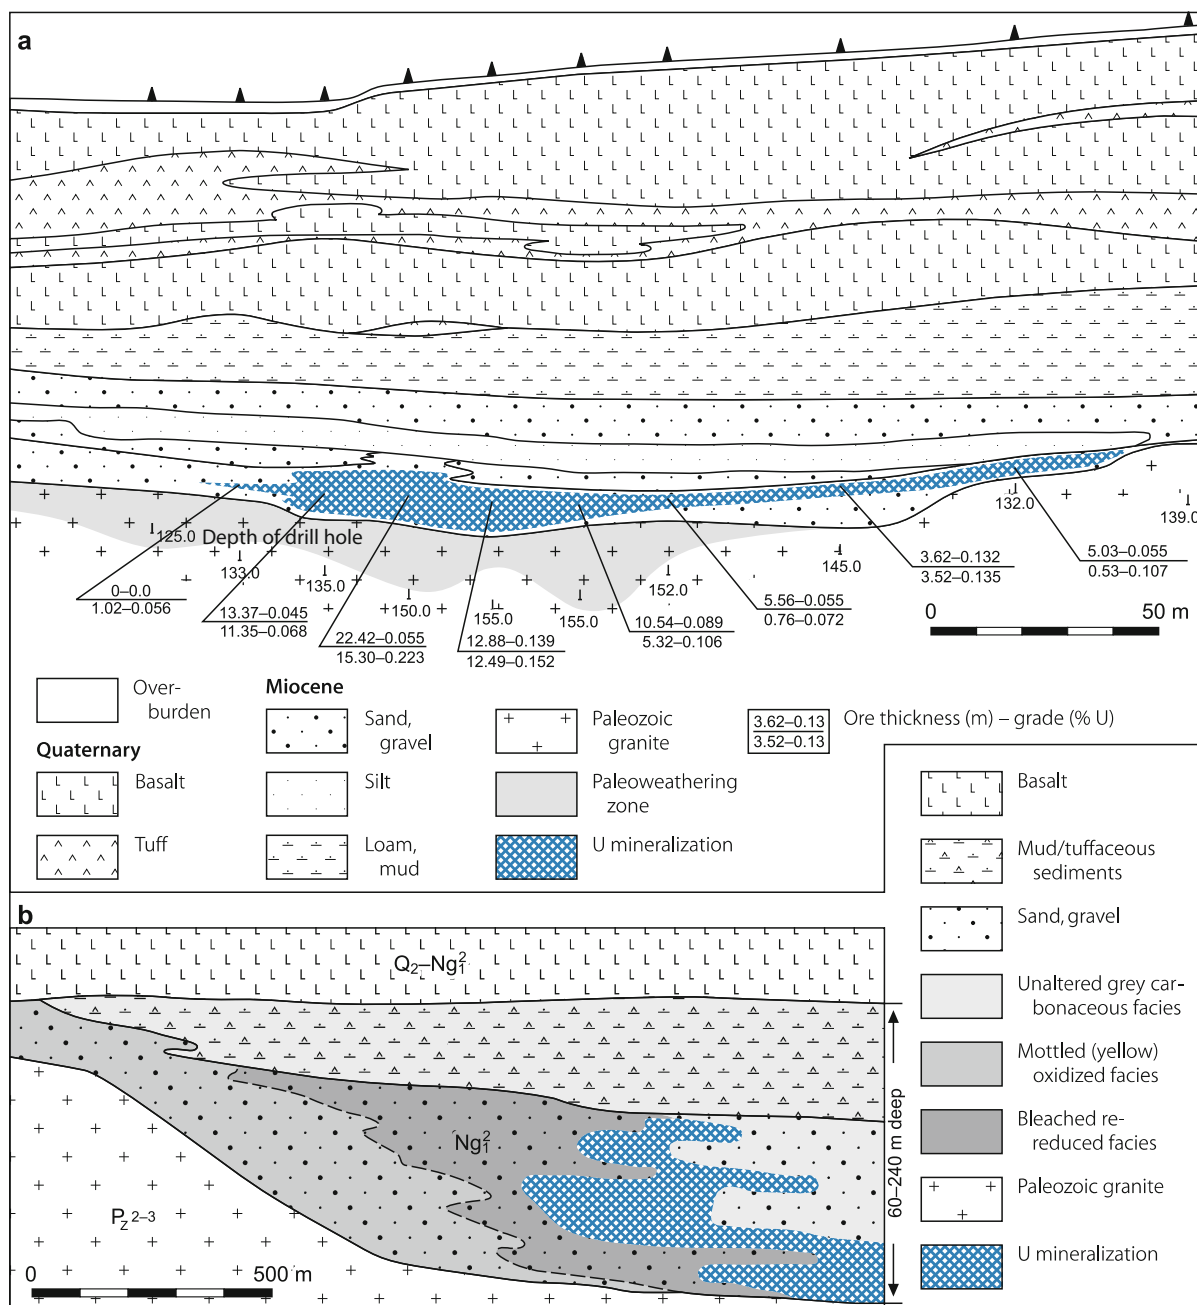 a
125.0
Depth of drill hole
133.0
135.0
150.0
155.0
155.0
152.0
145.0
132.0
139.0
0–0.0
1.02–0.056
13.37–0.045
11.35–0.068
22.42–0.055
15.30–0.223
12.88–0.139
12.49–0.152
10.54–0.089
5.32–0.106
5.56–0.055
0.76–0.072
3.62–0.132
3.52–0.135
5.03–0.055
0.53–0.107
0 50 m
Over-
burden
Quaternary
Basalt
Tuff
Miocene
Sand,
gravel
Silt
Loam,
mud
Paleozoic
granite
Paleoweathering
zone
U mineralization
3.62–0.13
3.52–0.13
Ore thickness (m) – grade (% U)
b
Q₂–Ng₁²
Ng₁²
P_Z²⁻³
0 500 m
60–240 m deep
Basalt
Mud/tuffaceous
sediments
Sand, gravel
Unaltered grey car-
bonaceous facies
Mottled (yellow)
oxidized facies
Bleached re-
reduced facies
Paleozoic granite
U mineralization